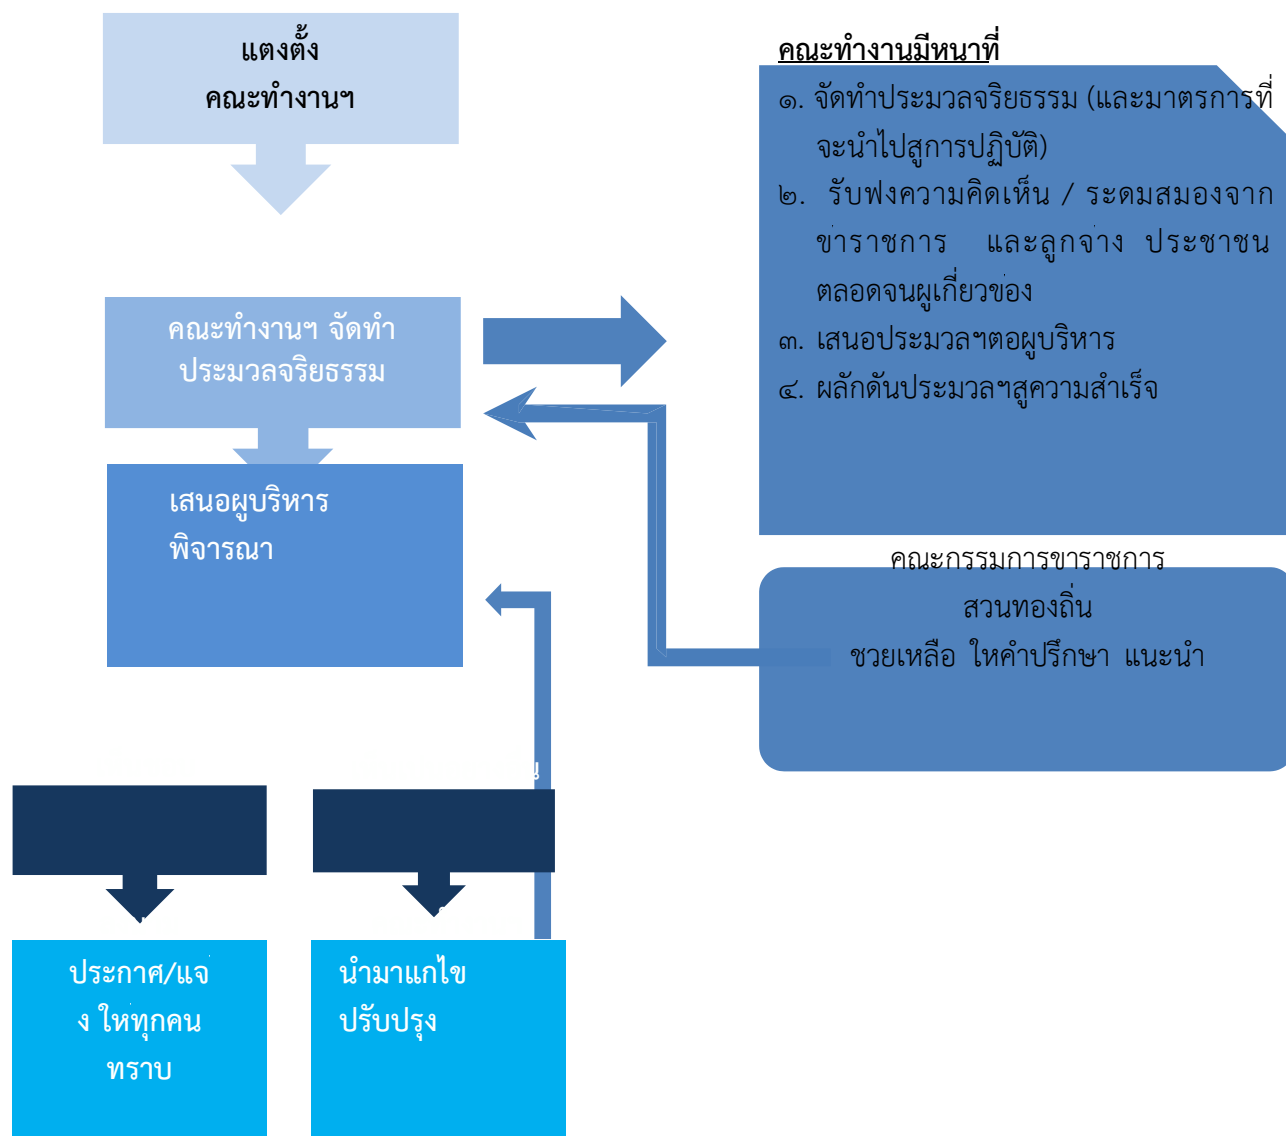 แตงตั้ง
คณะทำงานฯ
คณะทำงานฯ จัดทำ
ประมวลจริยธรรม
เสนอผูบริหาร
พิจารณา
คณะทำงานมีหนาที่
๑. จัดทำประมวลจริยธรรม (และมาตรการที่
จะนำไปสูการปฏิบัติ)
๒. รับฟงความคิดเห็น / ระดมสมองจาก
ข่าราชการ และลูกจ่าง ประชาชน
ตลอดจนผูเกี่ยวข่อง
๓. เสนอประมวลฯตอผูบริหาร
๔. ผลักดันประมวลฯสูความสำเร็จ
คณะกรรมการขาราชการ
สวนทองถิ่น
ชวยเหลือ ใหคำปรึกษา แนะนำ
ประกาศ/แจ่
ง ให่ทุกคน
ทราบ
นำมาแกไข
ปรับปรุง